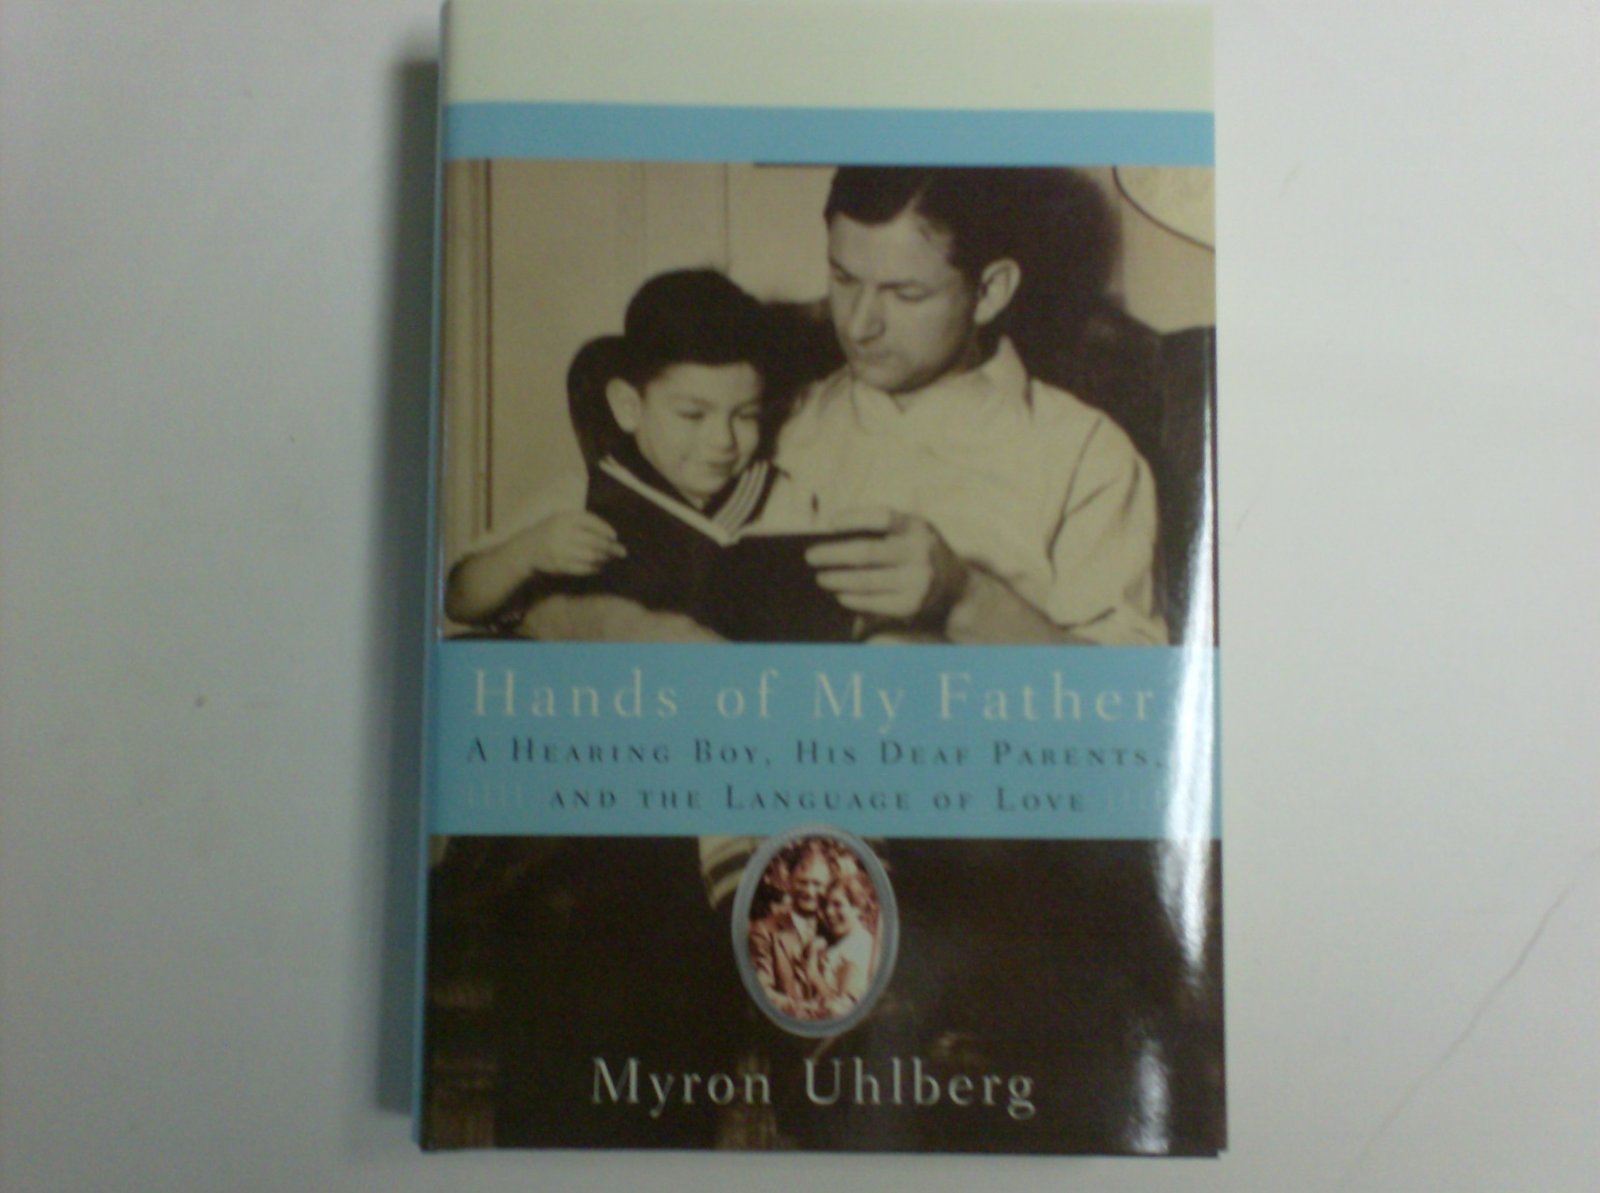 Hands of My Father
A Hearing Boy, His Deaf Parents,
and the Language of Love
Myron Uhlberg